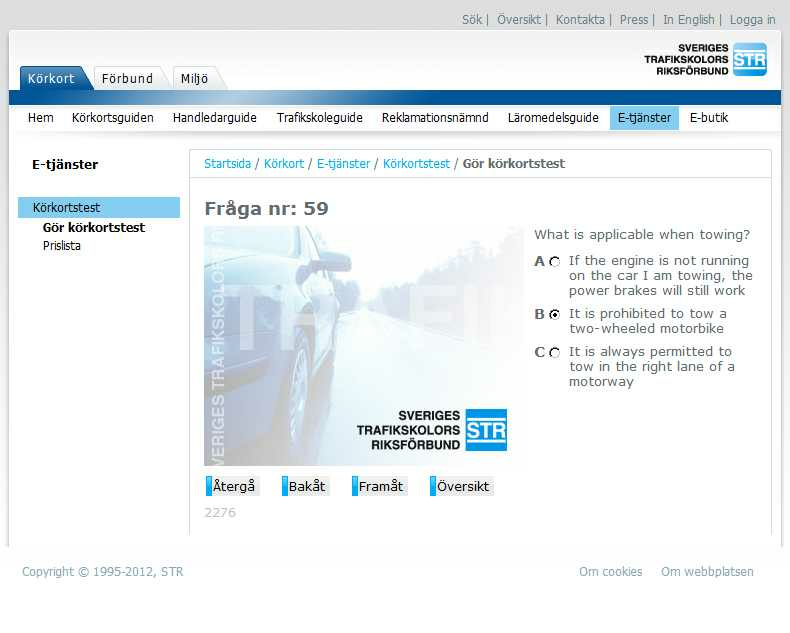 Sök | Översikt | Kontakta | Press | In English | Logga in
SVERIGES
TRAFIKSKOLORS
RIKSFÖRBUND
STR
Körkort Förbund Miljö
Hem Körkortsguiden Handledarguide Trafikskoleguide Reklamationsnämnd Läromedelsguide E-tjänster E-butik
E-tjänster
Körkortstest
Gör körkortstest
Prislista
Startsida / Körkort / E-tjänster / Körkortstest / Gör körkortstest
Fråga nr: 59
SVERIGES
TRAFIKSKOLORS
RIKSFÖRBUND
STR
What is applicable when towing?
A If the engine is not running
on the car I am towing, the
power brakes will still work
B It is prohibited to tow a
two-wheeled motorbike
C It is always permitted to
tow in the right lane of a
motorway
Återgå Bakåt Framåt Översikt
2276
Copyright © 1995-2012, STR
Om cookies Om webbplatsen